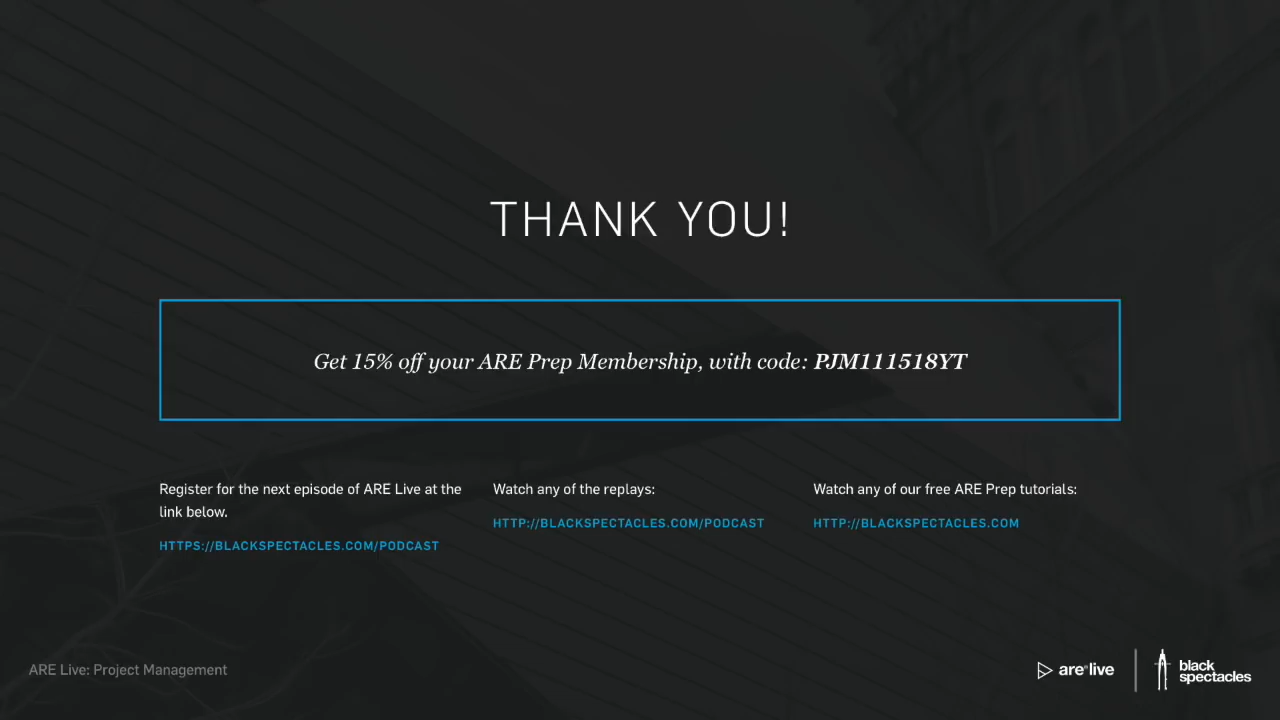 THANK YOU!
Get 15% off your ARE Prep Membership, with code: PJM111518YT
Register for the next episode of ARE Live at the
link below.
HTTPS://BLACKSPECTACLES.COM/PODCAST
Watch any of the replays:
HTTP://BLACKSPECTACLES.COM/PODCAST
Watch any of our free ARE Prep tutorials:
HTTP://BLACKSPECTACLES.COM
ARE Live: Project Management
are®live
black
spectacles